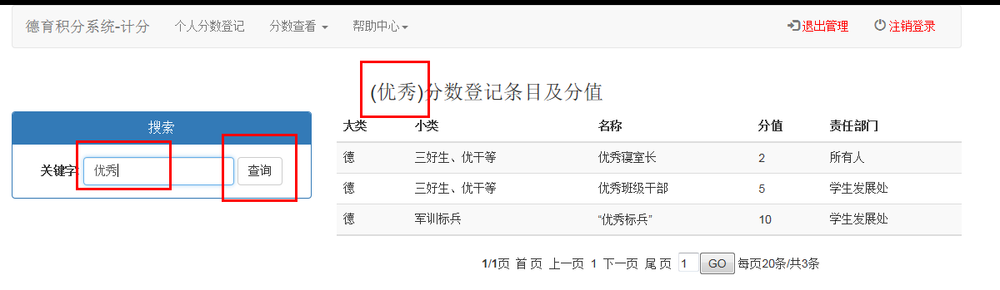 德育积分系统-计分 个人分数登记 分数查看 帮助中心 退出管理 注销登录
(优秀)分数登记条目及分值
搜索
关键字 优秀 查询
大类 小类 名称 分值 责任部门
德 三好生、优干等 优秀寝室长 2 所有人
德 三好生、优干等 优秀班级干部 5 学生发展处
德 军训标兵 “优秀标兵” 10 学生发展处
1/1页 首 页 上一页 1 下一页 尾 页 1 GO 每页20条/共3条